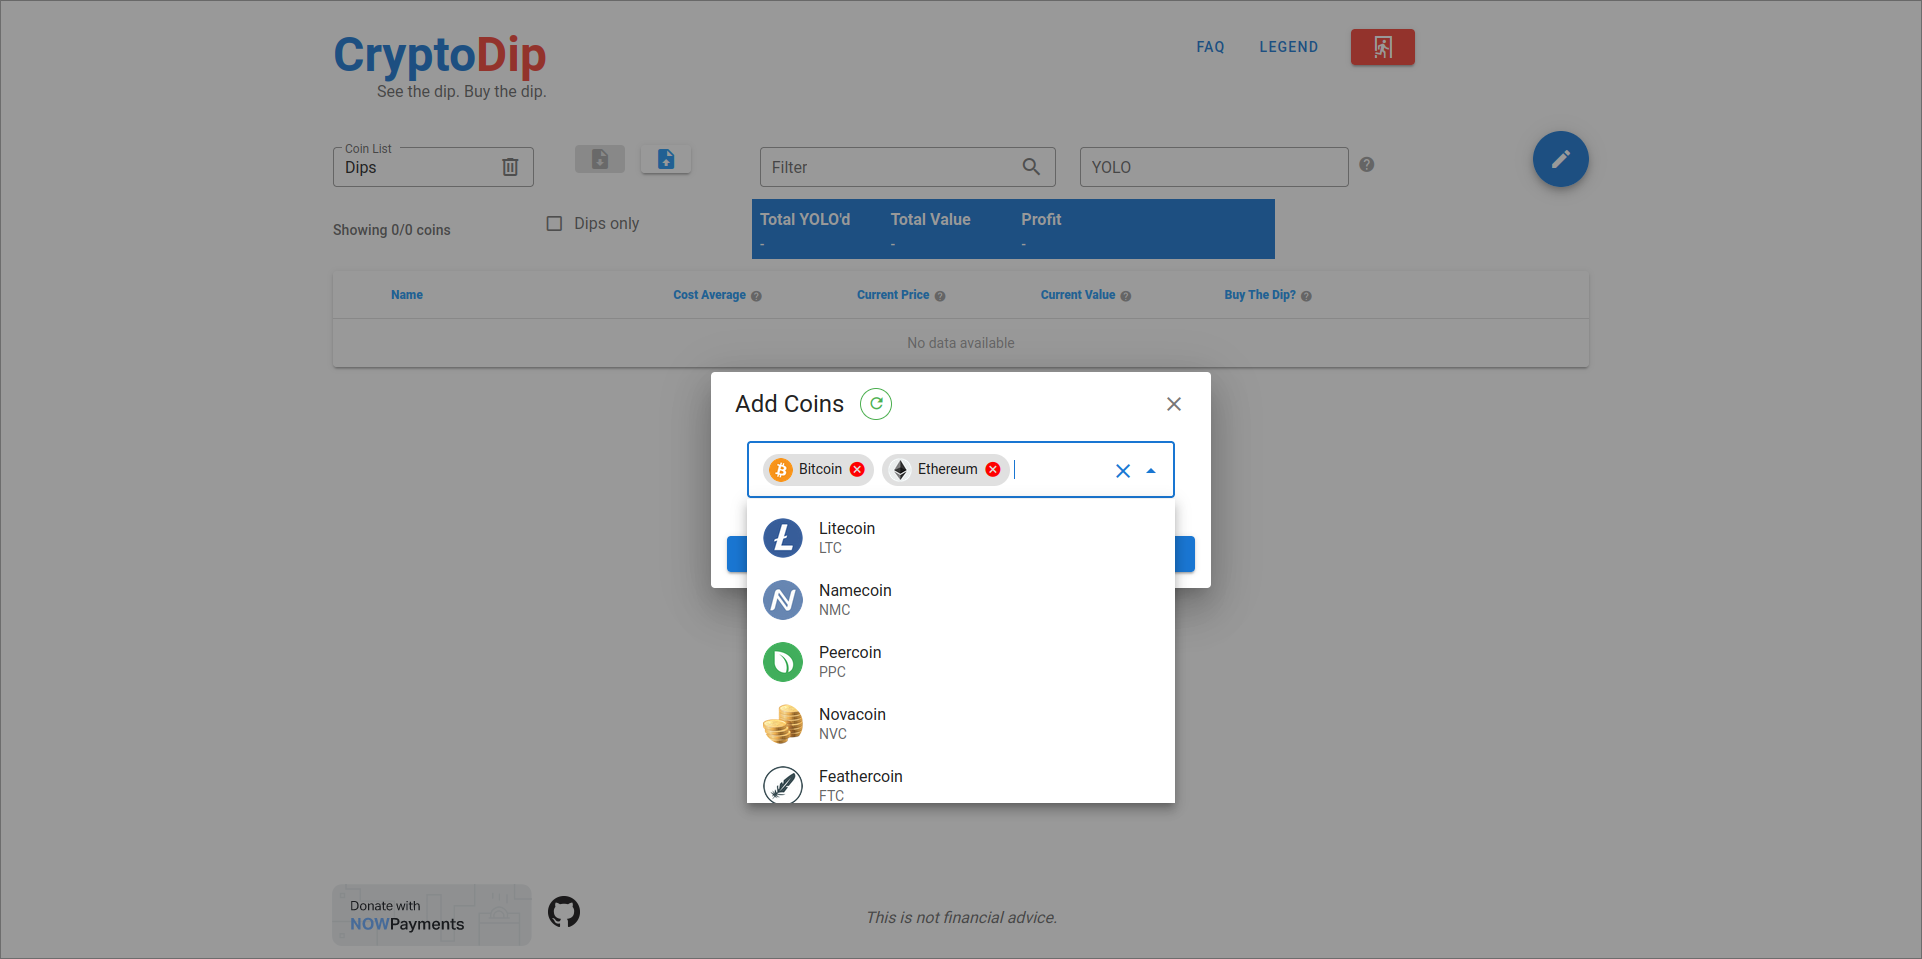 CryptoDip
See the dip. Buy the dip.
FAQ
LEGEND
Coin List
Dips
Filter
YOLO
Showing 0/0 coins
Dips only
Total YOLO'd
Total Value
Profit
-
-
-
Name
Cost Average
Current Price
Current Value
Buy The Dip?
No data available
Add Coins
Bitcoin
Ethereum
Litecoin
LTC
Namecoin
NMC
Peercoin
PPC
Novacoin
NVC
Feathercoin
FTC
Donate with
NOWPayments
This is not financial advice.